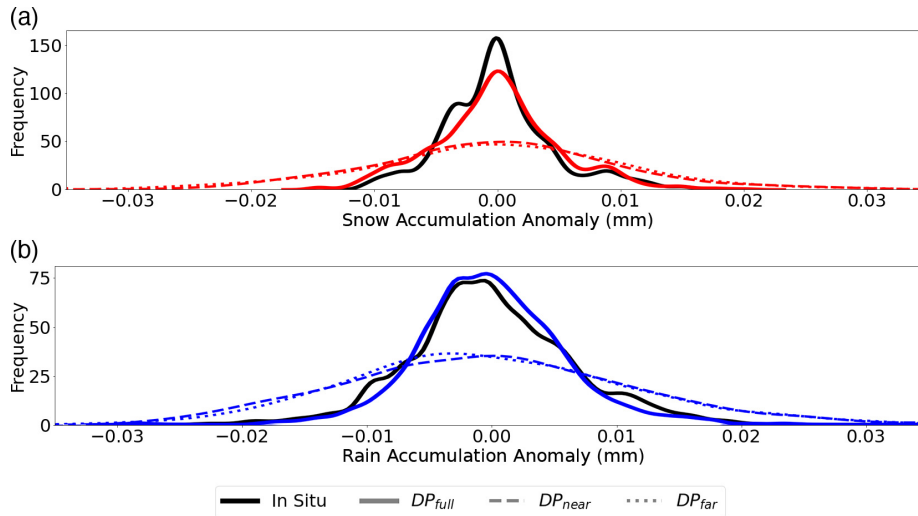 (a)
150
100
50
0
Frequency
−0.03 −0.02 −0.01 0.00 0.01 0.02 0.03
Snow Accumulation Anomaly (mm)
(b)
75
50
25
0
Frequency
−0.03 −0.02 −0.01 0.00 0.01 0.02 0.03
Rain Accumulation Anomaly (mm)
In Situ DPfull DPnear DPfar